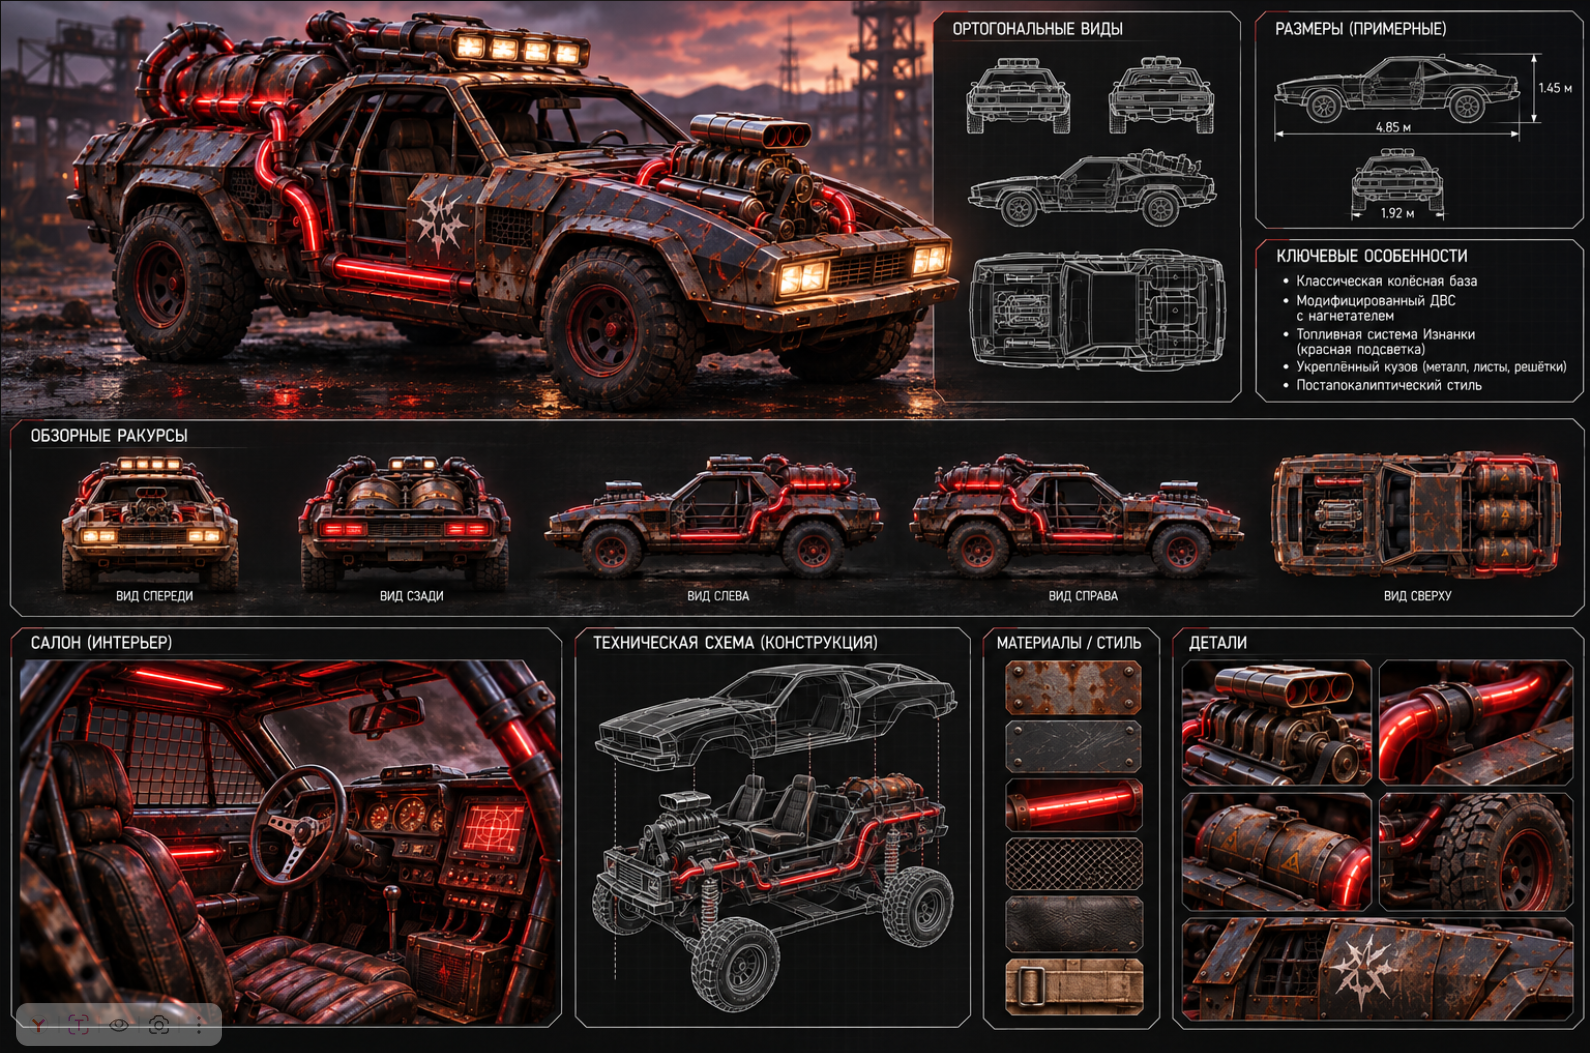 ОРТОГОНАЛЬНЫЕ ВИДЫ
РАЗМЕРЫ (ПРИМЕРНЫЕ)
1.45 м
4.85 м
1.92 м
КЛЮЧЕВЫЕ ОСОБЕННОСТИ
• Классическая колёсная база
• Модифицированный ДВС
с нагнетателем
• Топливная система Изнанки
(красная подсветка)
• Укреплённый кузов (металл, листы, решётки)
• Постапокалиптический стиль
ОБЗОРНЫЕ РАКУРСЫ
ВИД СПЕРЕДИ
ВИД СЗАДИ
ВИД СЛЕВА
ВИД СПРАВА
ВИД СВЕРХУ
САЛОН (ИНТЕРЬЕР)
ТЕХНИЧЕСКАЯ СХЕМА (КОНСТРУКЦИЯ)
МАТЕРИАЛЫ / СТИЛЬ
ДЕТАЛИ